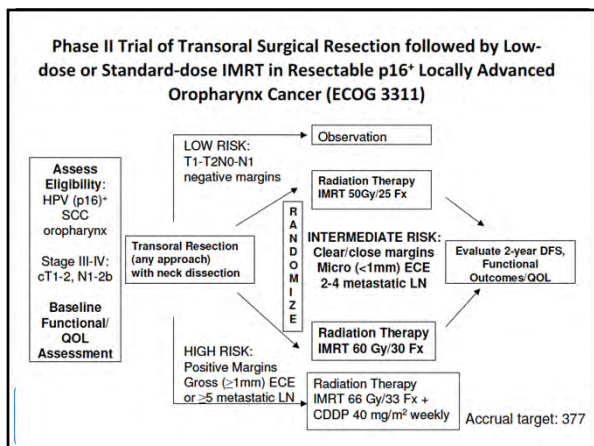 Phase II Trial of Transoral Surgical Resection followed by Low-
dose or Standard-dose IMRT in Resectable p16⁺ Locally Advanced
Oropharynx Cancer (ECOG 3311)
Assess
Eligibility:
HPV (p16)⁺
SCC
oropharynx
Stage III-IV:
cT1-2, N1-2b
Baseline
Functional/
QOL
Assessment
Transoral Resection
(any approach)
with neck dissection
LOW RISK:
T1-T2N0-N1
negative margins
Observation
R
A
N
D
O
M
I
Z
E
Radiation Therapy
IMRT 50Gy/25 Fx
INTERMEDIATE RISK:
Clear/close margins
Micro (<1mm) ECE
2-4 metastatic LN
Radiation Therapy
IMRT 60 Gy/30 Fx
Evaluate 2-year DFS,
Functional
Outcomes/QOL
HIGH RISK:
Positive Margins
Gross (≥1mm) ECE
or ≥5 metastatic LN
Radiation Therapy
IMRT 66 Gy/33 Fx +
CDDP 40 mg/m² weekly
Accrual target: 377